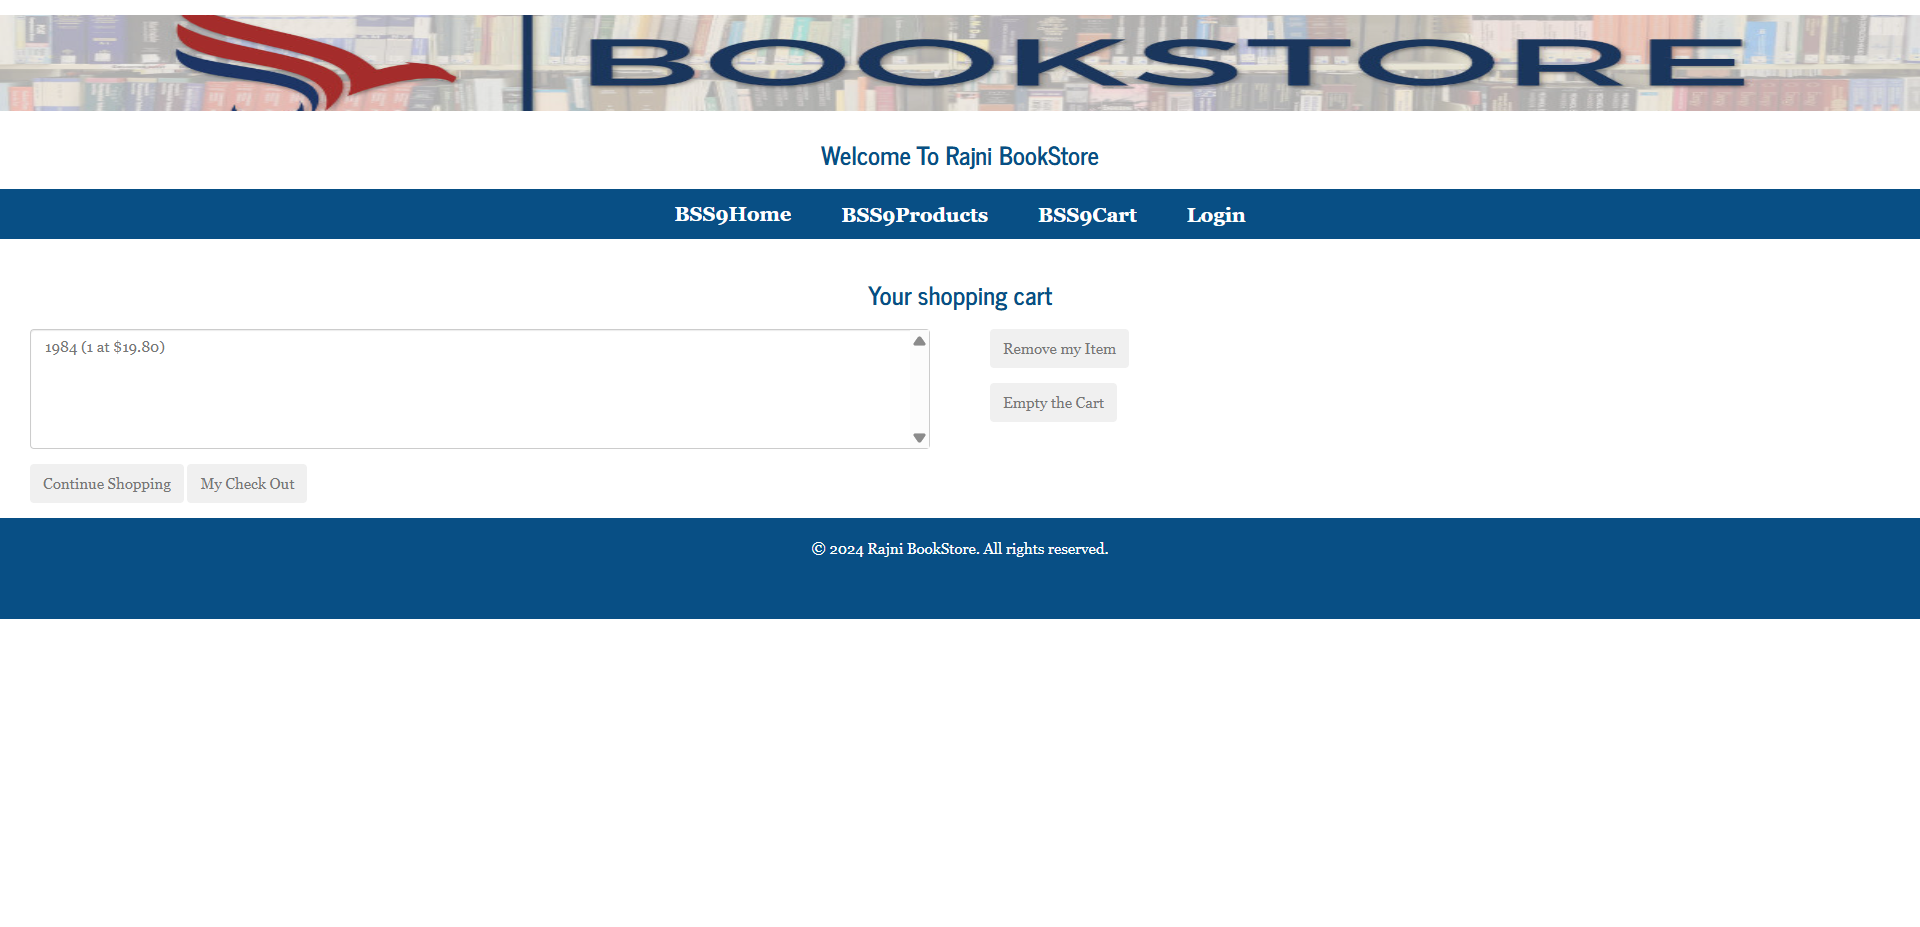 BOOKSTORE
Welcome To Rajni BookStore
BSS9Home BSS9Products BSS9Cart Login
Your shopping cart
1984 (1 at $19.80)
Remove my Item
Empty the Cart
Continue Shopping My Check Out
© 2024 Rajni BookStore. All rights reserved.